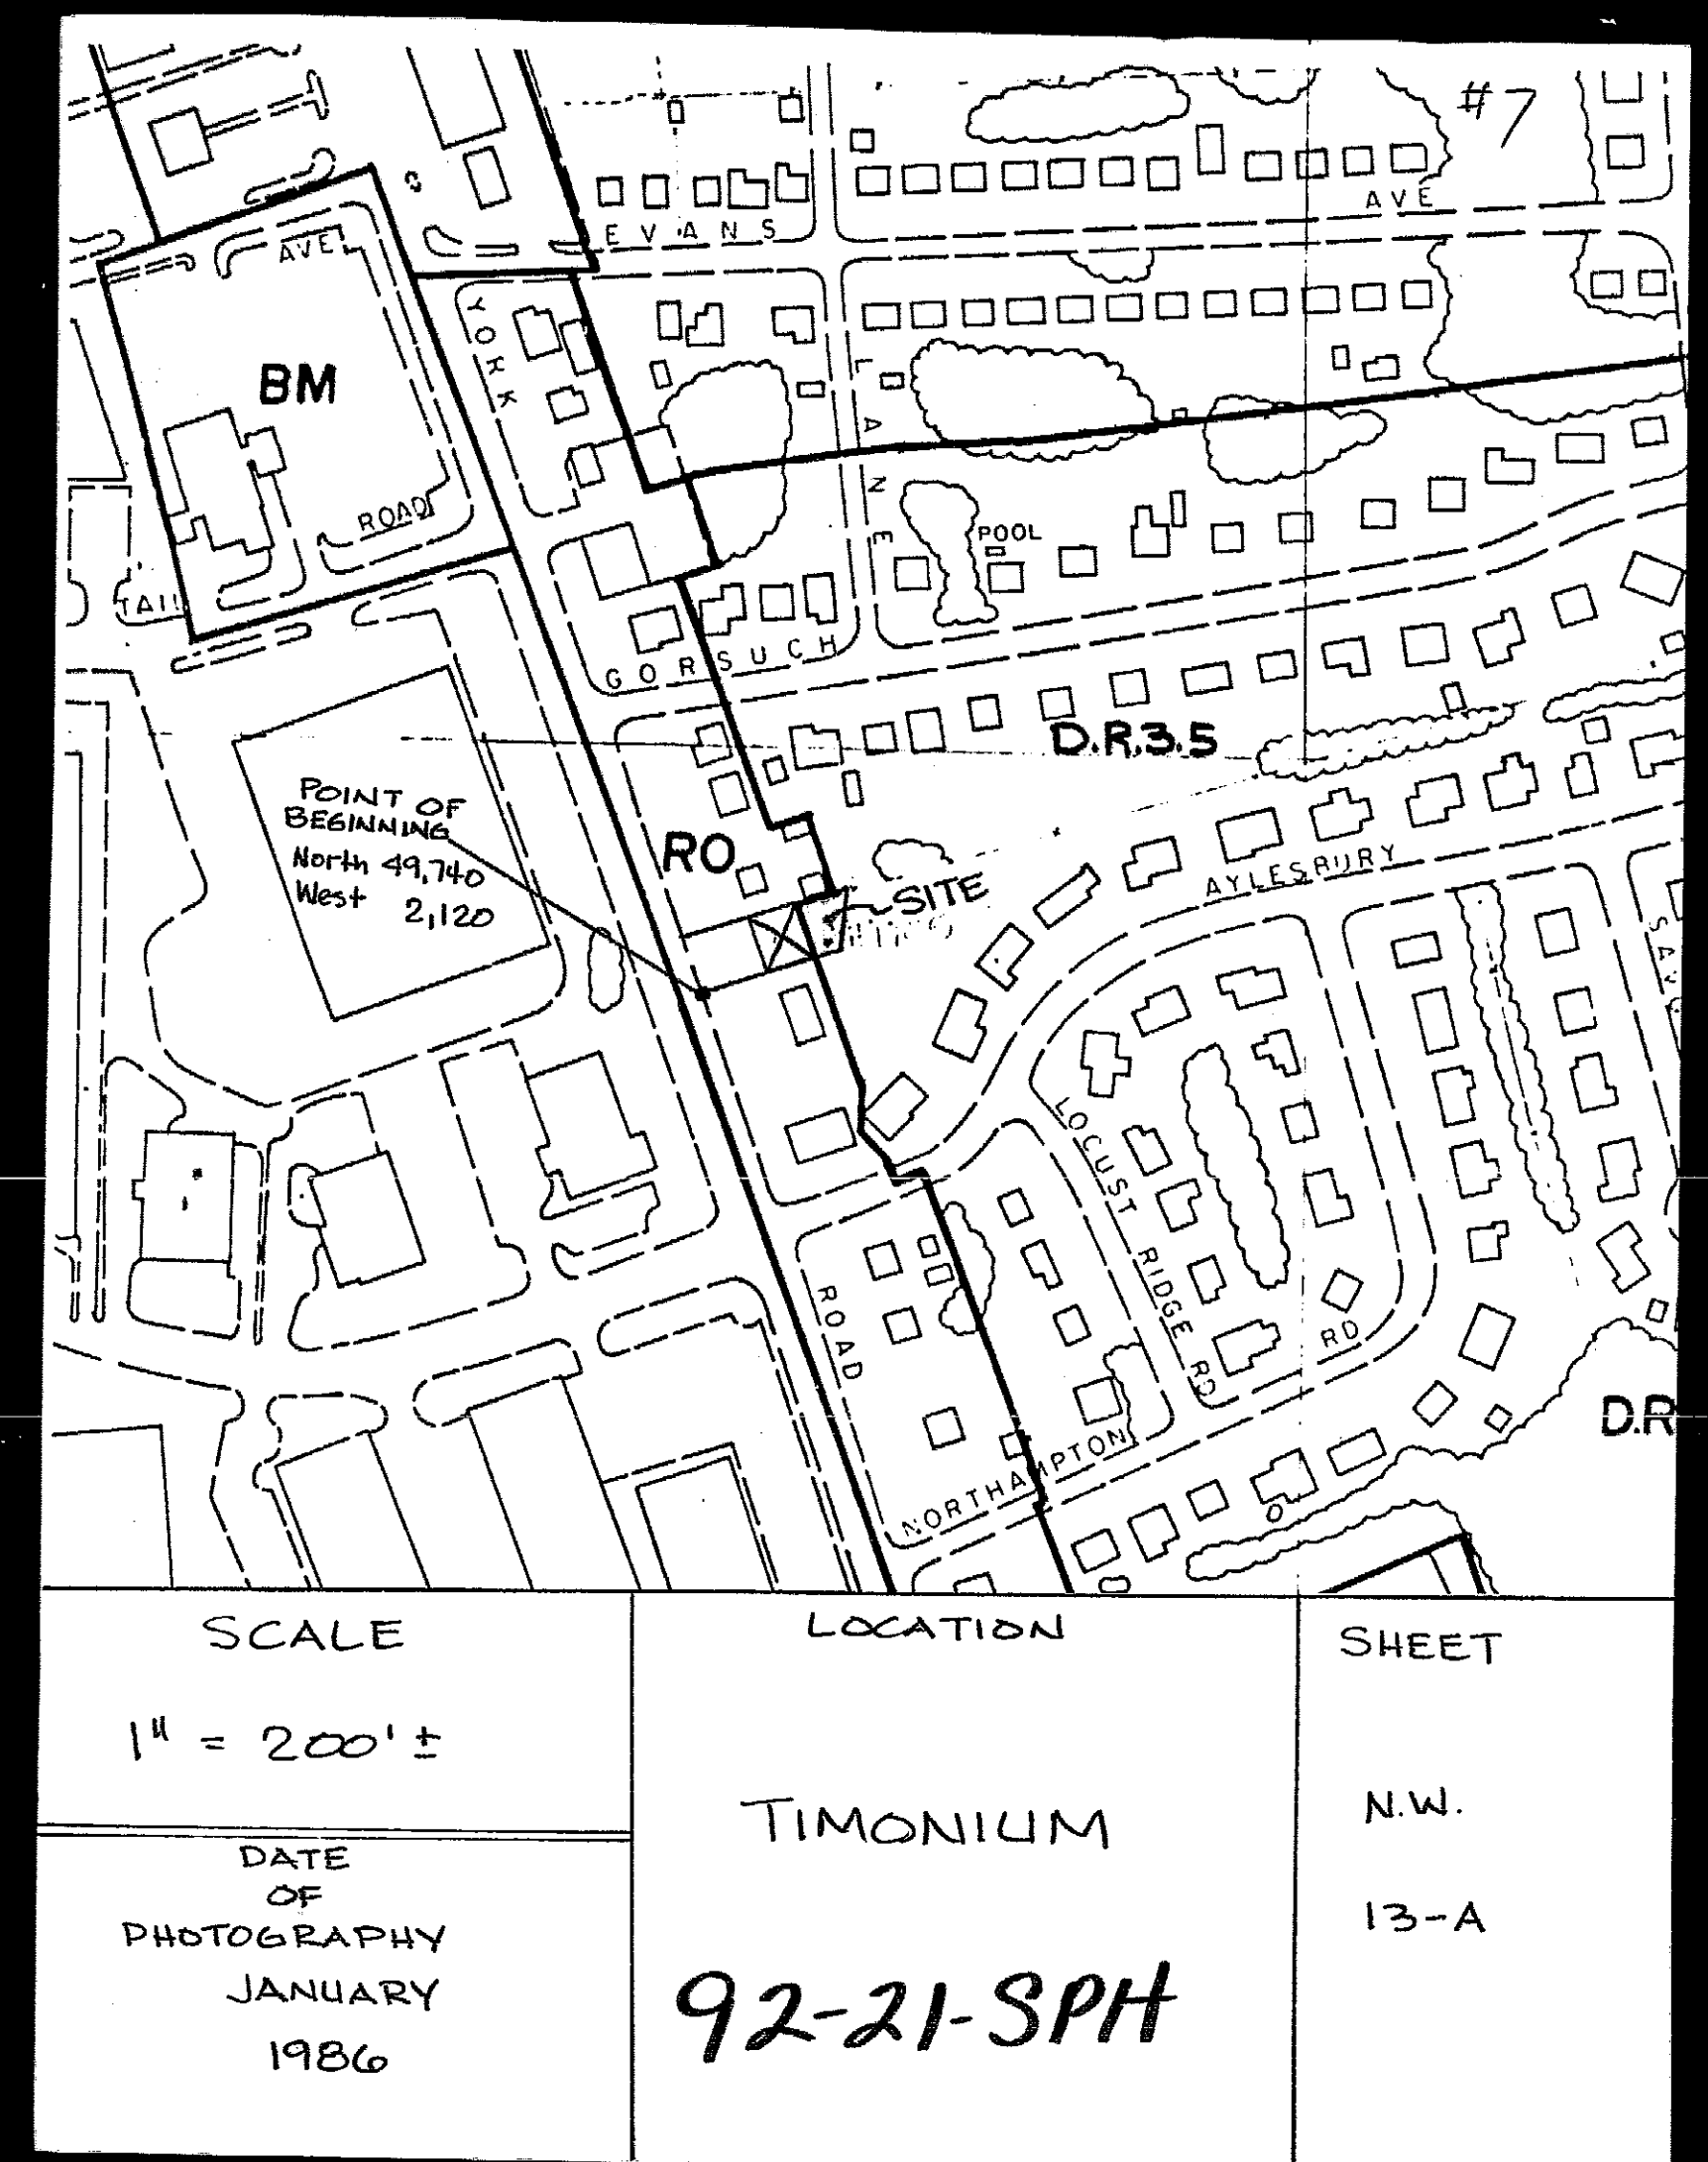 #7
EVANS
AVE
AVE
YORK
BM
LANE
ROAD
POOL
TAIL
GORSUCH
D.R.3.5
POINT OF
BEGINNING
North 49,740
West 2,120
RO
SITE
AYLESBURY
SAV
LOCUST RIDGE RD
ROAD
RD
D.R
NORTHAMPTON
SCALE
1" = 200' ±
DATE
OF
PHOTOGRAPHY
JANUARY
1986
LOCATION
TIMONIUM
92-21-SPH
SHEET
N.W.
13-A